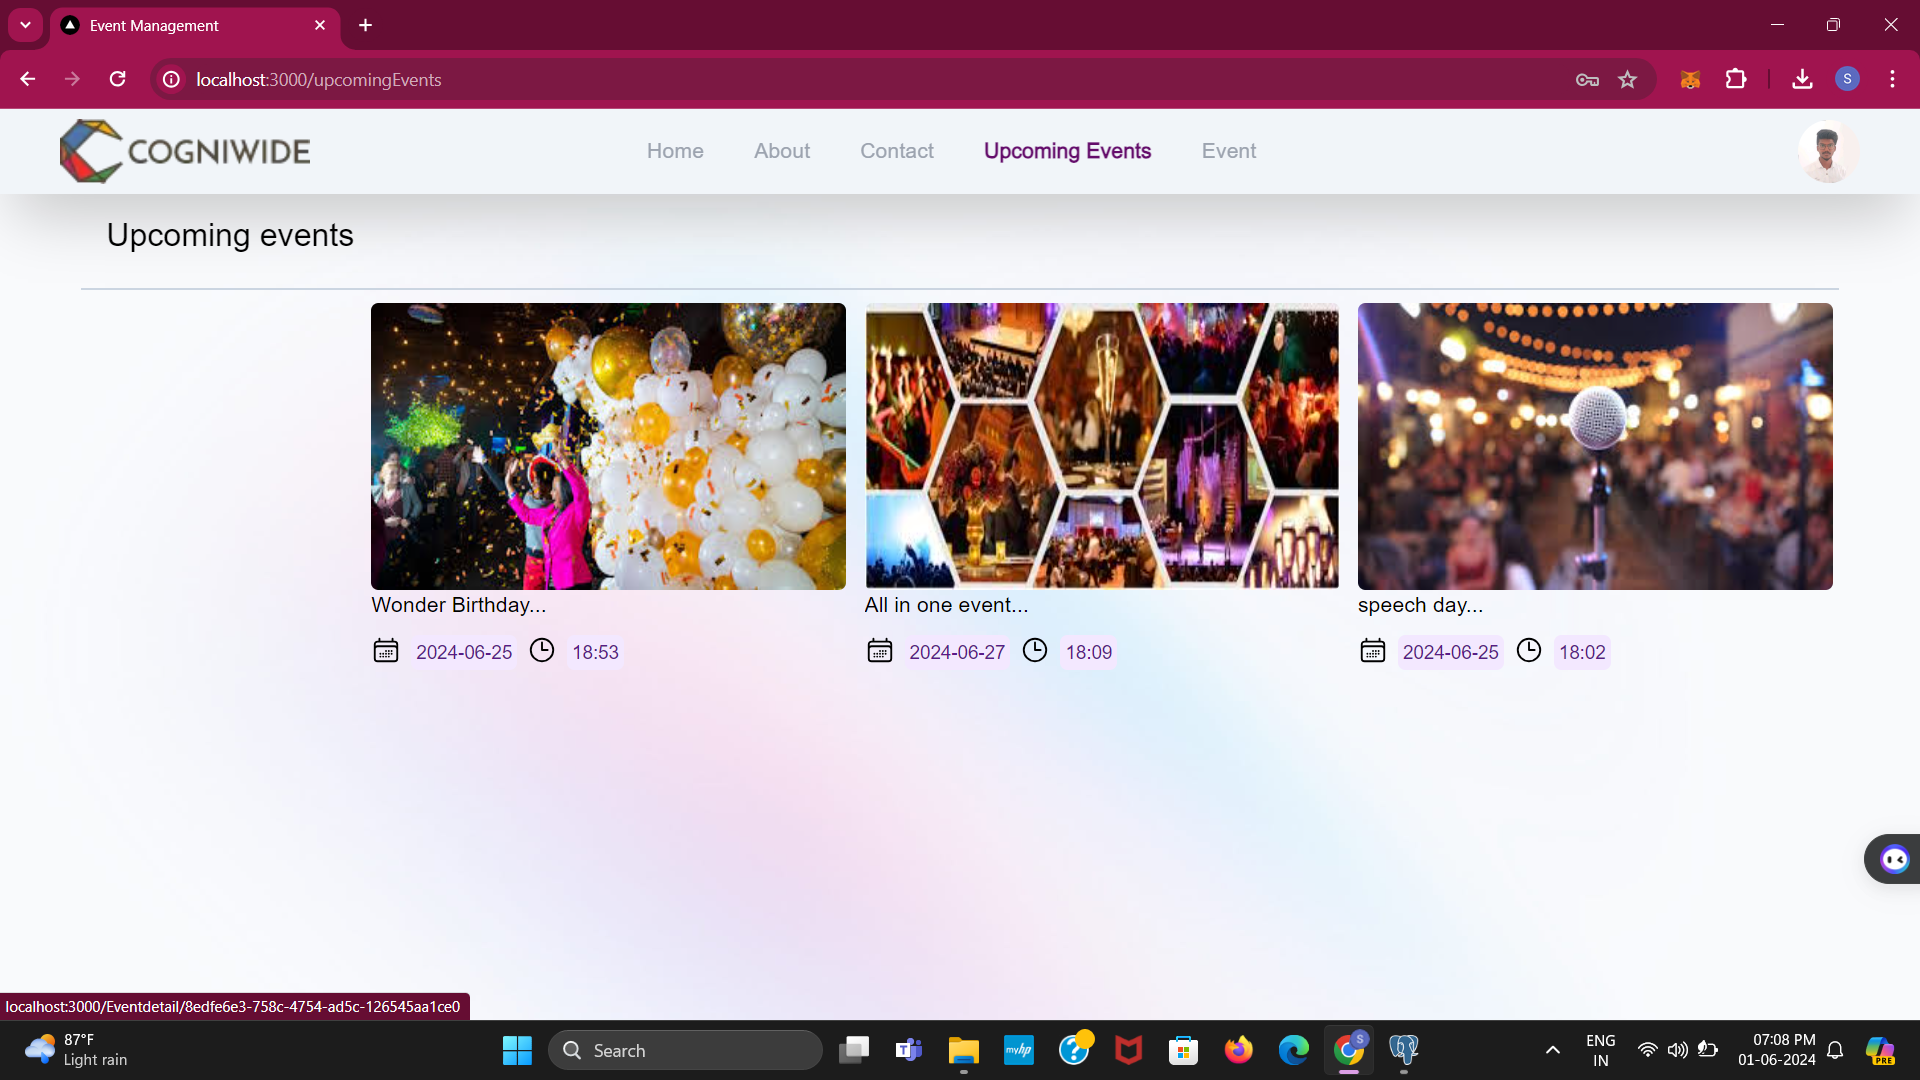 Event Management
localhost:3000/upcomingEvents
S
COGNIWIDE
Home
About
Contact
Upcoming Events
Event
Upcoming events
Wonder Birthday...
2024-06-25
18:53
All in one event...
2024-06-27
18:09
speech day...
2024-06-25
18:02
localhost:3000/Eventdetail/8edfe6e3-758c-4754-ad5c-126545aa1ce0
87°F
Light rain
Search
myhp
S
ENG
IN
07:08 PM
01-06-2024
PRE